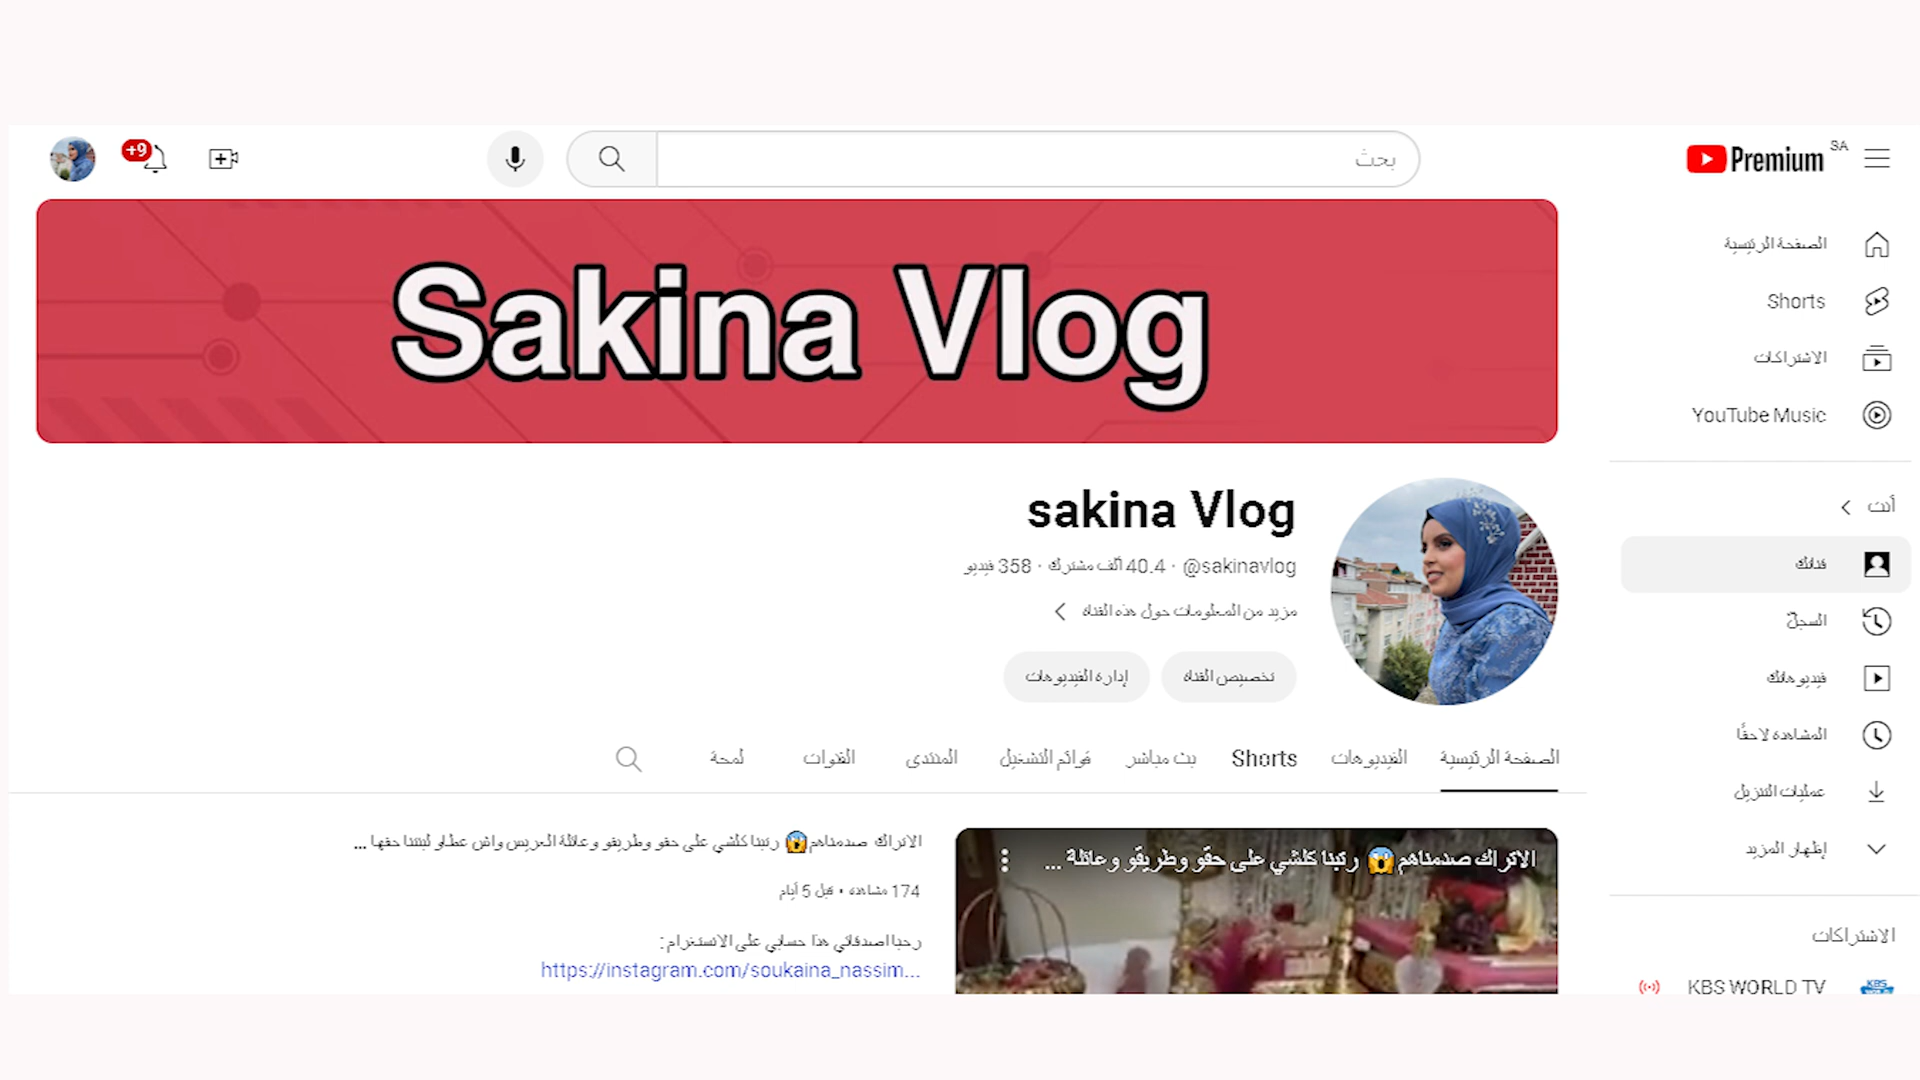 Premium SA
بحث
+9
Sakina Vlog
الصفحة الرئيسية
Shorts
الاشتراكات
YouTube Music
أنت
قناتك
السجلّ
فيديوهاتك
المشاهدة لاحقًا
عمليات التنزيل
إظهار المزيد
الاشتراكات
KBS WORLD TV
sakina Vlog
@sakinavlog · 40.4 ألف مشترك · 358 فيديو
مزيد من المعلومات حول هذه القناة
تخصيص القناة
إدارة الفيديوهات
الصفحة الرئيسية
الفيديوهات
Shorts
بث مباشر
قوائم التشغيل
المنتدى
القنوات
لمحة
الاتراك صدمناهم😱 رتبنا كلشي على حقو وطريقو وعائلة ...
الاتراك صدمناهم😱 رتبنا كلشي على حقو وطريقو وعائلة العريس واش عطاو لبنتنا حقها ...
174 مشاهدة • قبل 5 أيام
رحبا اصدقائي هذا حسابي على الانستغرام :
https://instagram.com/soukaina_nassim...
KBS